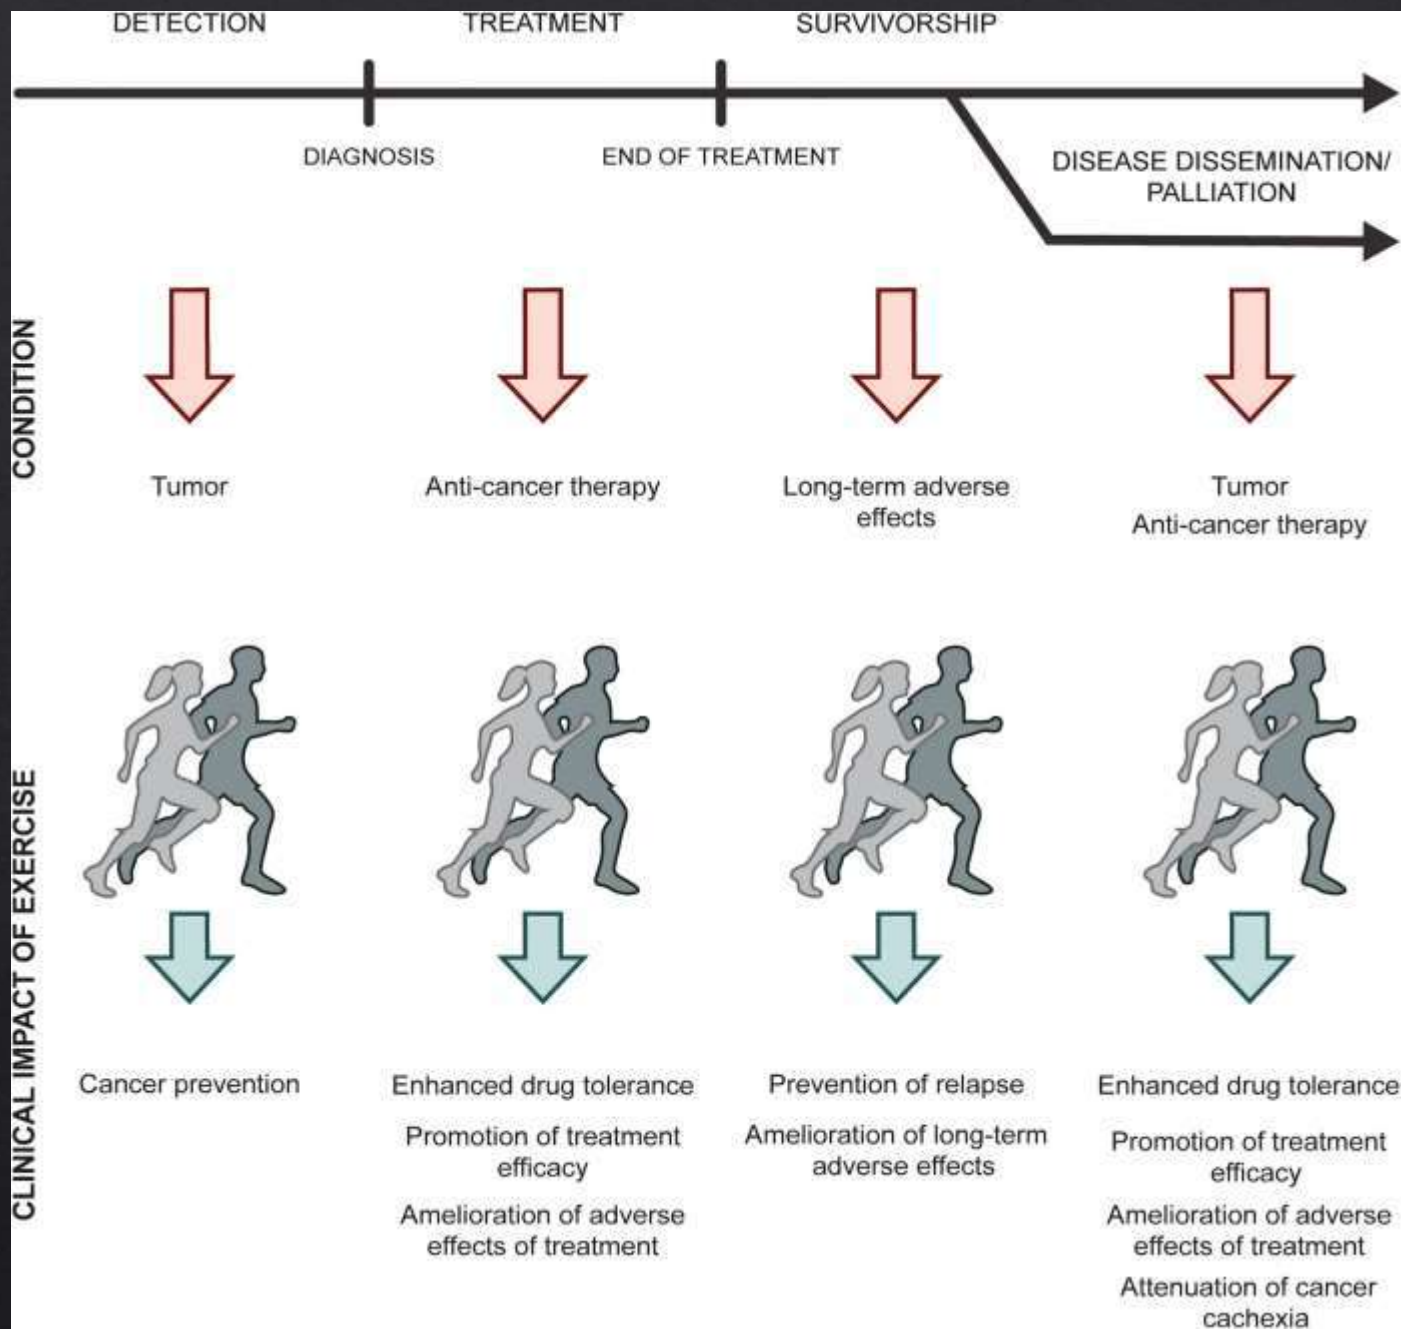 DETECTION
TREATMENT
SURVIVORSHIP
DIAGNOSIS
END OF TREATMENT
DISEASE DISSEMINATION/
PALLIATION
CONDITION
Tumor
Anti-cancer therapy
Long-term adverse
effects
Tumor
Anti-cancer therapy
CLINICAL IMPACT OF EXERCISE
Cancer prevention
Enhanced drug tolerance
Promotion of treatment
efficacy
Amelioration of adverse
effects of treatment
Prevention of relapse
Amelioration of long-term
adverse effects
Enhanced drug tolerance
Promotion of treatment
efficacy
Amelioration of adverse
effects of treatment
Attenuation of cancer
cachexia